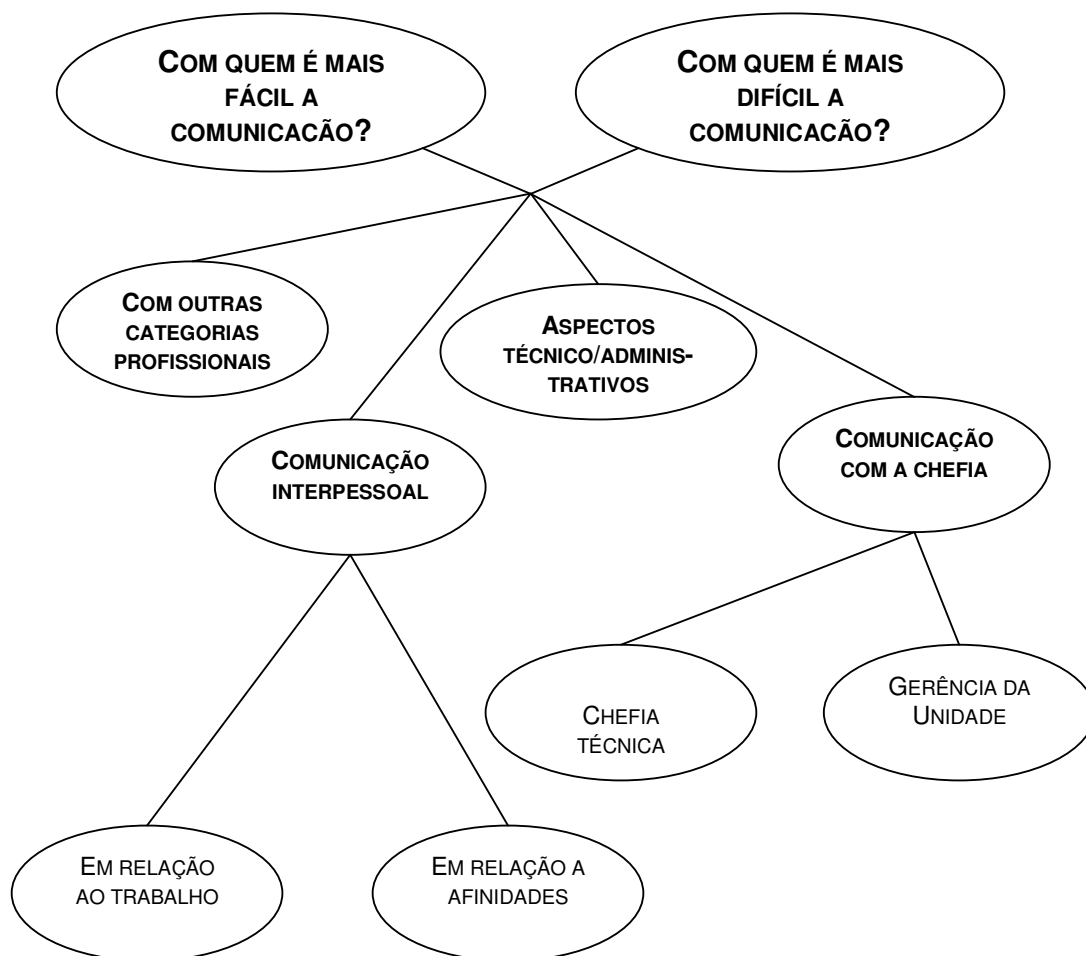 COM QUEM É MAIS
FÁCIL A
COMUNICACÃO?
COM QUEM É MAIS
DIFÍCIL A
COMUNICACÃO?
COM OUTRAS
CATEGORIAS
PROFISSIONAIS
ASPECTOS
TÉCNICO/ADMINIS-
TRATIVOS
COMUNICAÇÃO
INTERPESSOAL
COMUNICAÇÃO
COM A CHEFIA
CHEFIA
TÉCNICA
GERÊNCIA DA
UNIDADE
EM RELAÇÃO
AO TRABALHO
EM RELAÇÃO A
AFINIDADES